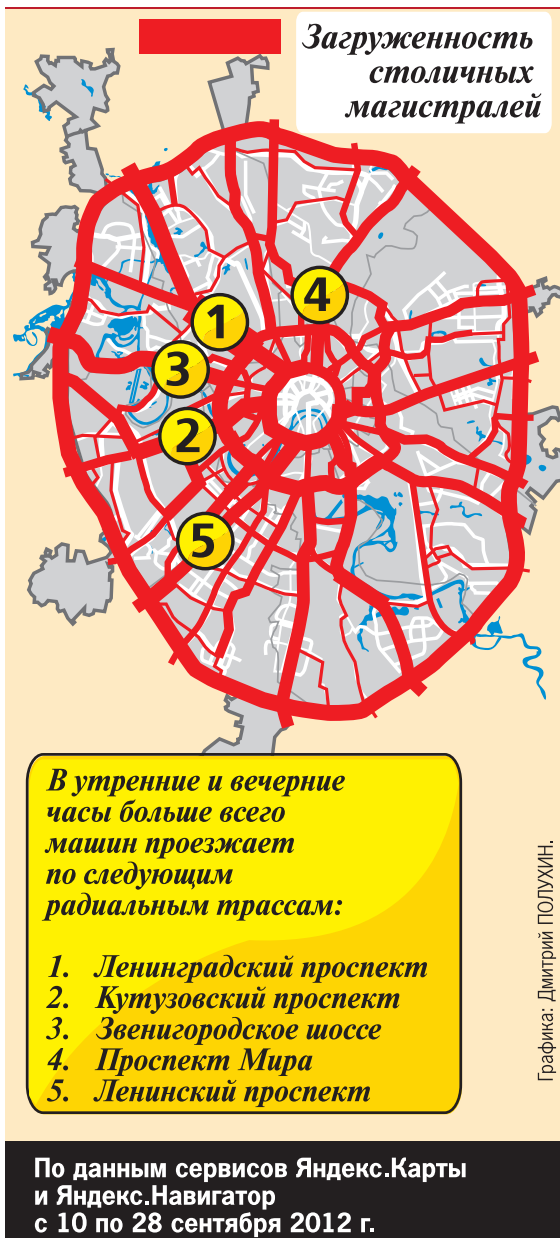 Загруженность
столичных
магистралей
1
4
3
2
5
В утренние и вечерние
часы больше всего
машин проезжает
по следующим
радиальным трассам:
1. Ленинградский проспект
2. Кутузовский проспект
3. Звенигородское шоссе
4. Проспект Мира
5. Ленинский проспект
Графика: Дмитрий ПОЛУХИН.
По данным сервисов Яндекс.Карты
и Яндекс.Навигатор
с 10 по 28 сентября 2012 г.